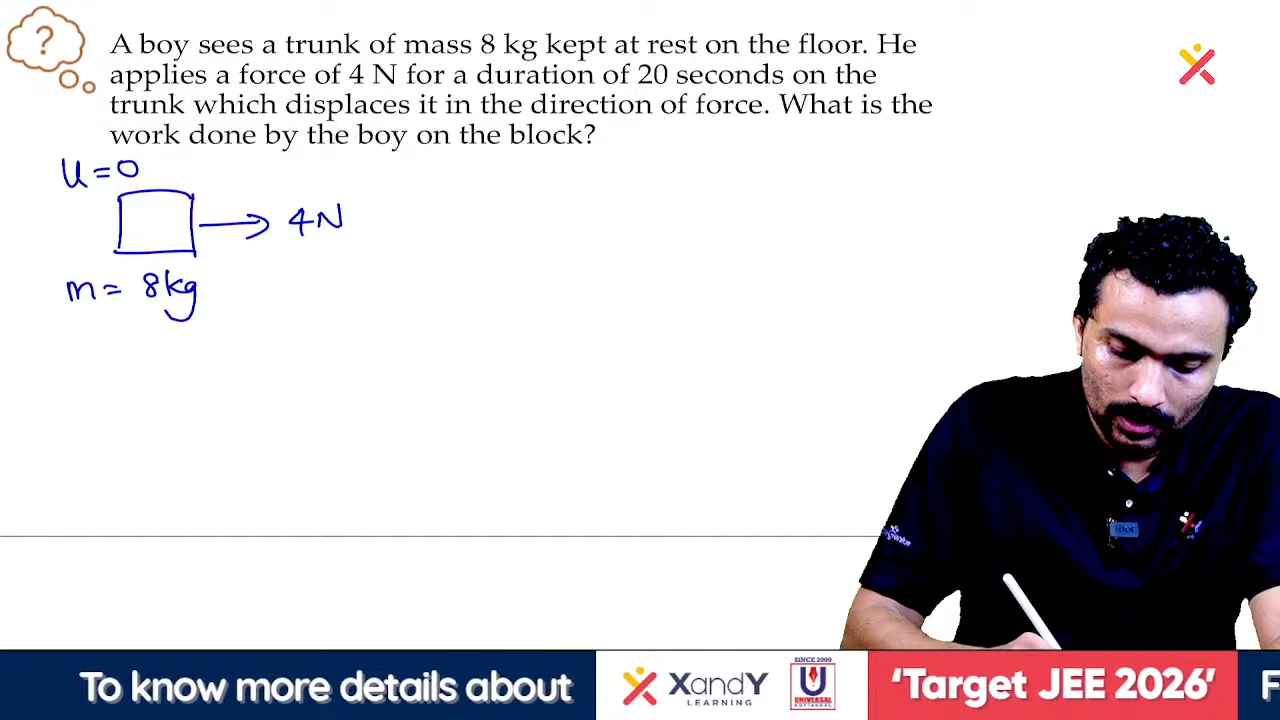 ?
A boy sees a trunk of mass 8 kg kept at rest on the floor. He
applies a force of 4 N for a duration of 20 seconds on the
trunk which displaces it in the direction of force. What is the
work done by the boy on the block?
u = 0
4N
m = 8kg
To know more details about
XandY
LEARNING
SINCE 2000
U
UNIVERSAL
KOTTAKKAL
‘Target JEE 2026’
F